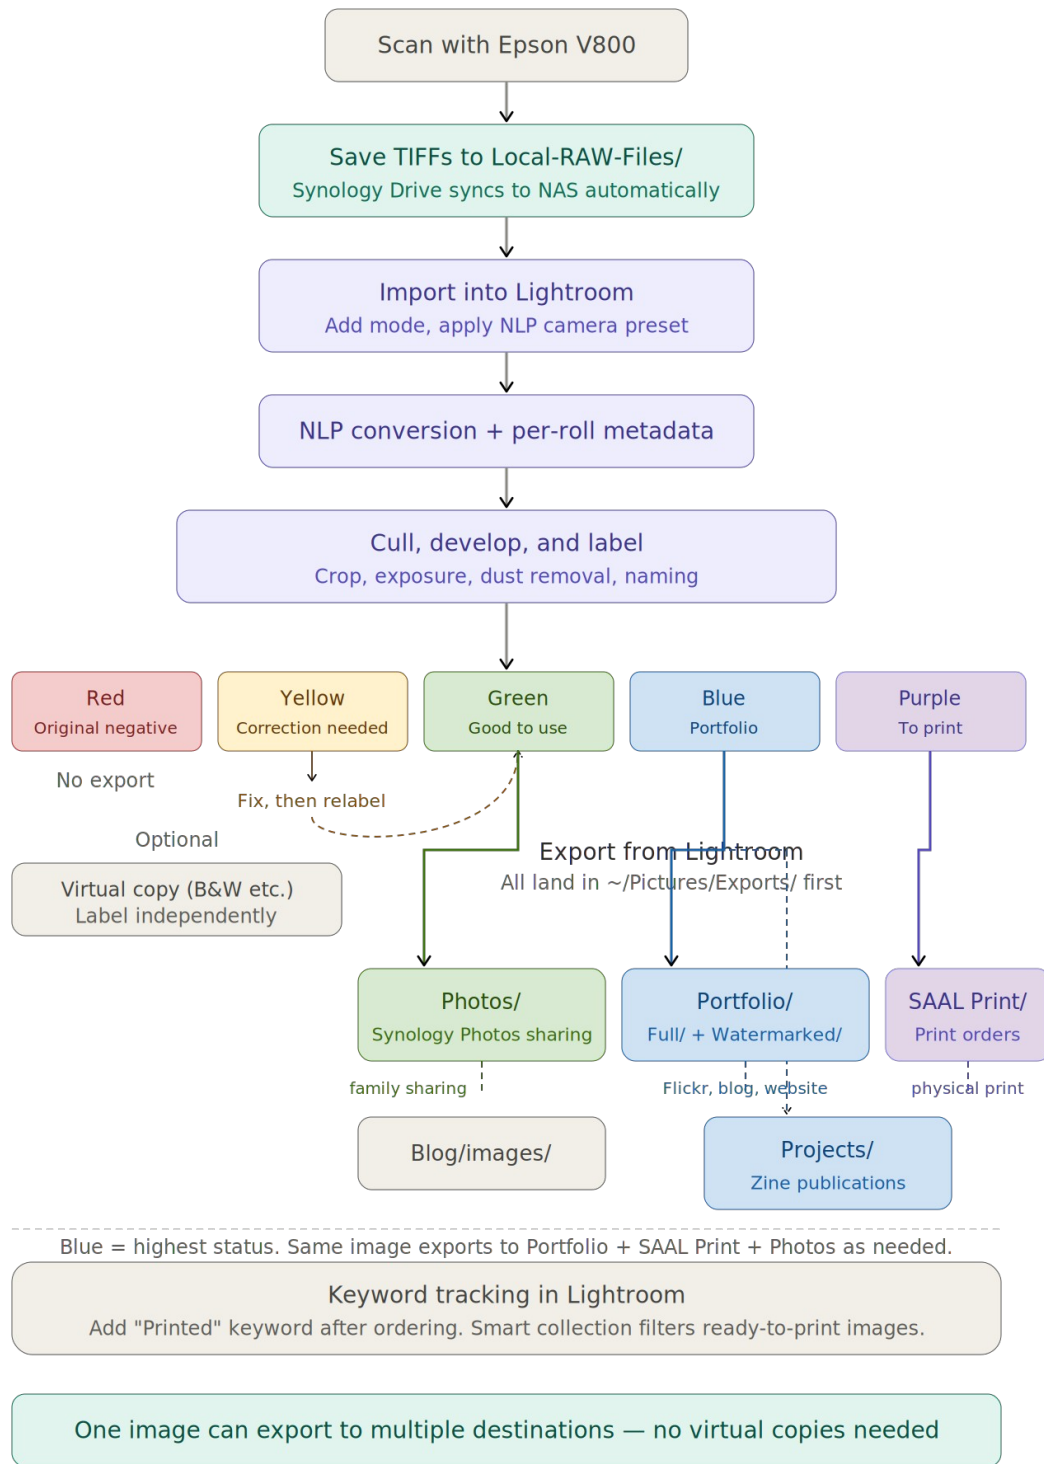 Scan with Epson V800
Save TIFFs to Local-RAW-Files/
Synology Drive syncs to NAS automatically
Import into Lightroom
Add mode, apply NLP camera preset
NLP conversion + per-roll metadata
Cull, develop, and label
Crop, exposure, dust removal, naming
Red
Original negative
Yellow
Correction needed
Green
Good to use
Blue
Portfolio
Purple
To print
No export
Fix, then relabel
Optional
Virtual copy (B&W etc.)
Label independently
Export from Lightroom
All land in ~/Pictures/Exports/ first
Photos/
Synology Photos sharing
Portfolio/
Full/ + Watermarked/
SAAL Print/
Print orders
family sharing
Flickr, blog, website
physical print
Blog/images/
Projects/
Zine publications
Blue = highest status. Same image exports to Portfolio + SAAL Print + Photos as needed.
Keyword tracking in Lightroom
Add "Printed" keyword after ordering. Smart collection filters ready-to-print images.
One image can export to multiple destinations — no virtual copies needed